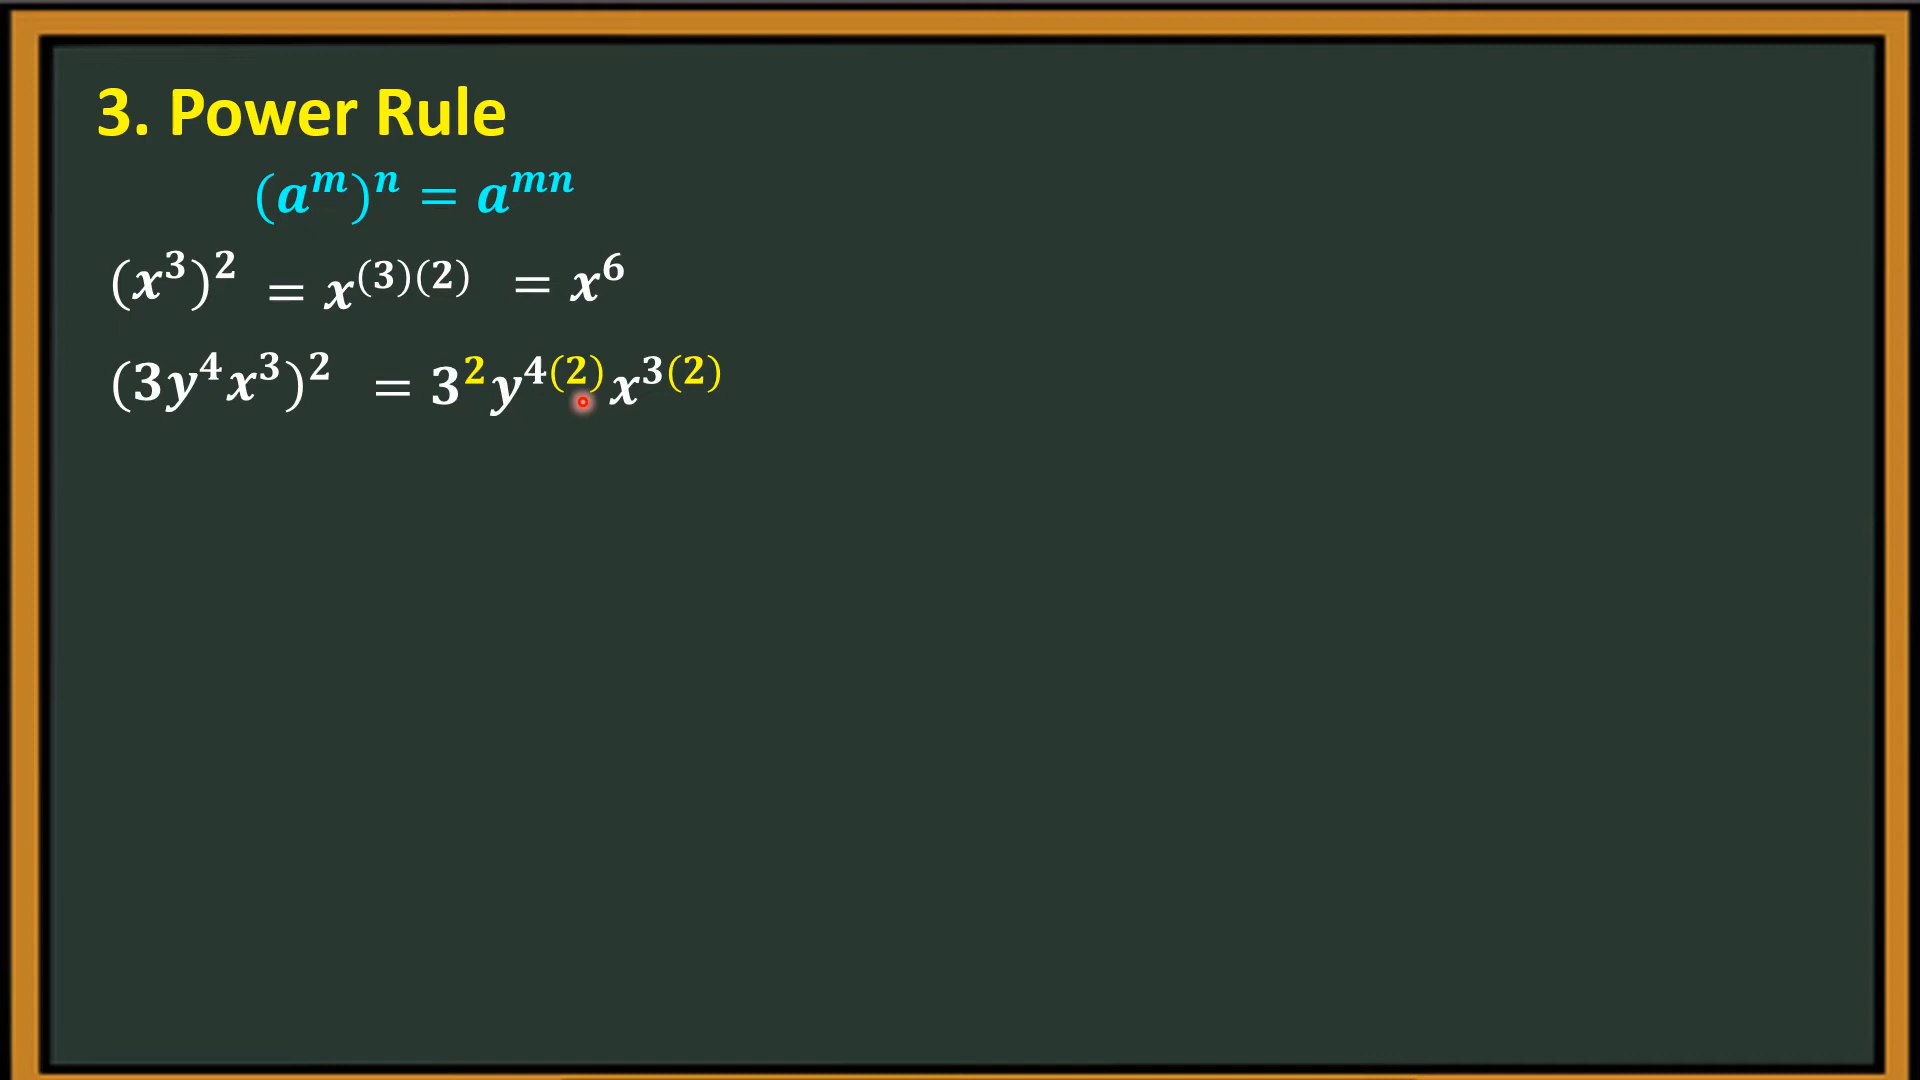 3. Power Rule
(a^m)^n = a^{mn}
(x^3)^2 = x^{(3)(2)} = x^6
(3y^4x^3)^2 = 3^2y^{4(2)}x^{3(2)}